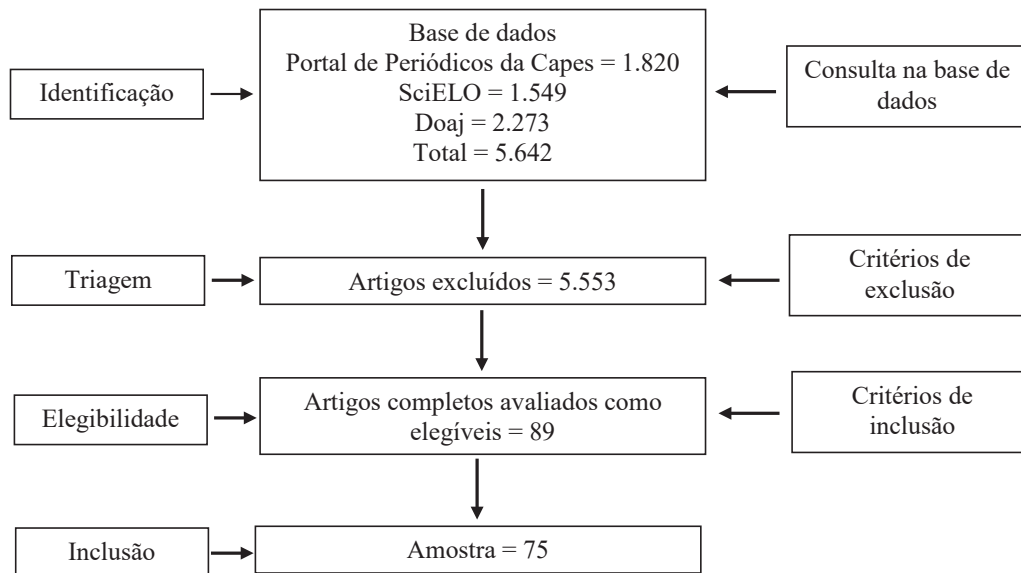 Identificação
Base de dados
Portal de Periódicos da Capes = 1.820
SciELO = 1.549
Doaj = 2.273
Total = 5.642
Consulta na base de
dados
Triagem
Artigos excluídos = 5.553
Critérios de
exclusão
Elegibilidade
Artigos completos avaliados como
elegíveis = 89
Critérios de
inclusão
Inclusão
Amostra = 75